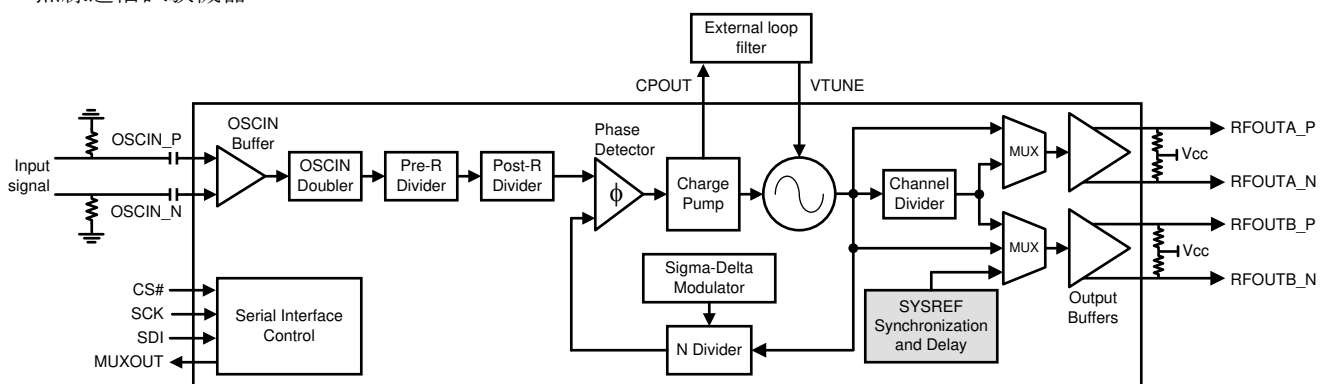 External loop
filter
CPOUT
VTUNE
OSCIN_P
OSCIN
Buffer
Input
signal
OSCIN_N
OSCIN
Doubler
Pre-R
Divider
Post-R
Divider
Phase
Detector
ϕ
Charge
Pump
Channel
Divider
MUX
RFOUTA_P
Vcc
RFOUTA_N
MUX
RFOUTB_P
Vcc
RFOUTB_N
Output
Buffers
Sigma-Delta
Modulator
N Divider
SYSREF
Synchronization
and Delay
CS#
SCK
SDI
MUXOUT
Serial Interface
Control